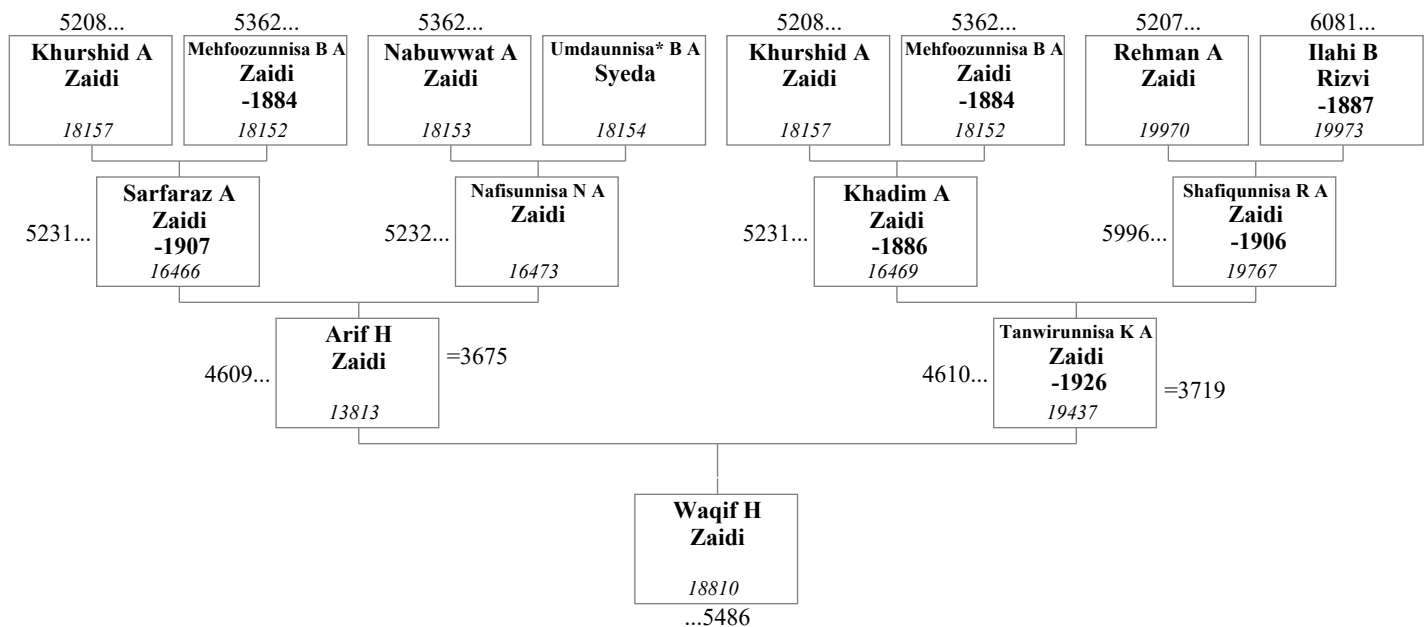 5208... 5362... 5362... 5208... 5362... 5207... 6081...
Khurshid A
Zaidi
18157
Mehfoozunnisa B A
Zaidi
-1884
18152
Nabuwwat A
Zaidi
18153
Umdaunnisa* B A
Syeda
18154
Khurshid A
Zaidi
18157
Mehfoozunnisa B A
Zaidi
-1884
18152
Rehman A
Zaidi
19970
Ilahi B
Rizvi
-1887
19973
5231...
Sarfaraz A
Zaidi
-1907
16466
5232...
Nafisunnisa N A
Zaidi
16473
5231...
Khadim A
Zaidi
-1886
16469
5996...
Shafiqunnisa R A
Zaidi
-1906
19767
4609...
Arif H
Zaidi
13813
=3675
4610...
Tanwirunnisa K A
Zaidi
-1926
19437
=3719
Waqif H
Zaidi
18810
...5486